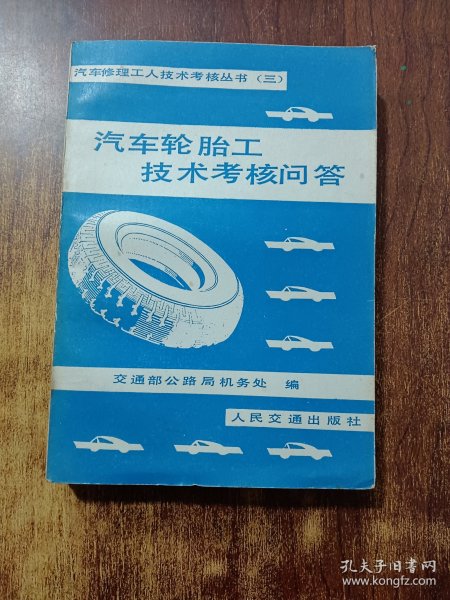 汽车修理工人技术考核丛书（三）
汽车轮胎工
技术考核问答
交通部公路局机务处 编
人民交通出版社
孔夫子旧书网
www.kongfz.com